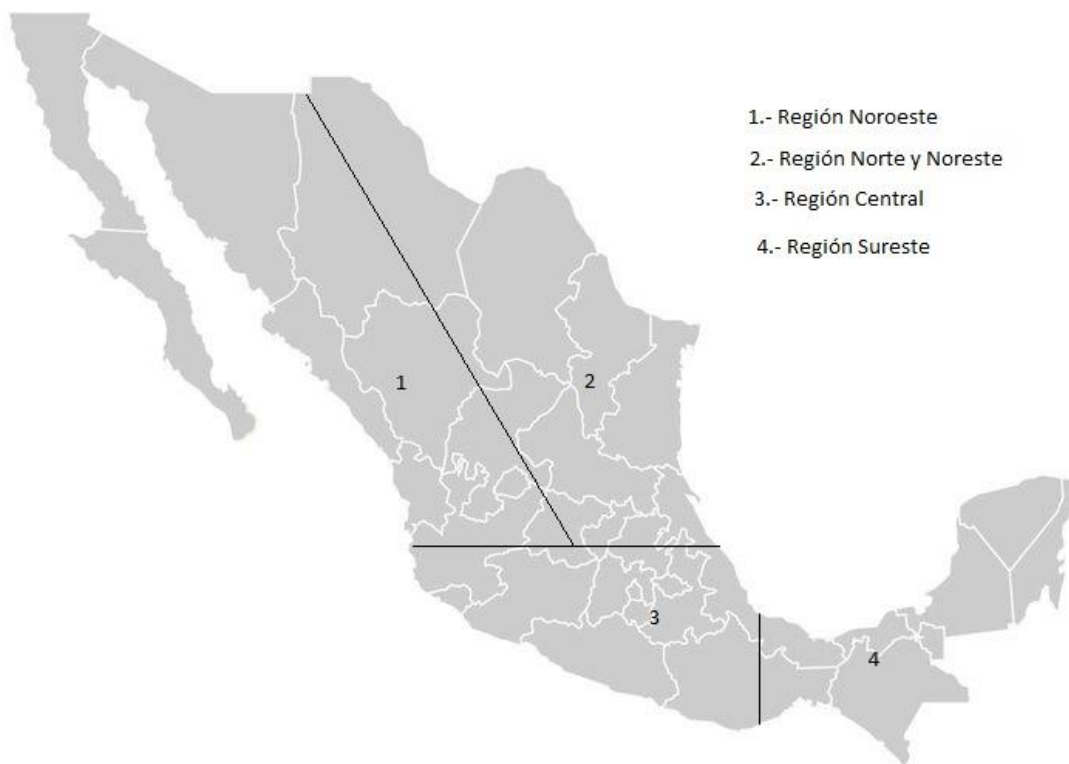 1.- Región Noroeste
2.- Región Norte y Noreste
3.- Región Central
4.- Región Sureste
1
2
3
4